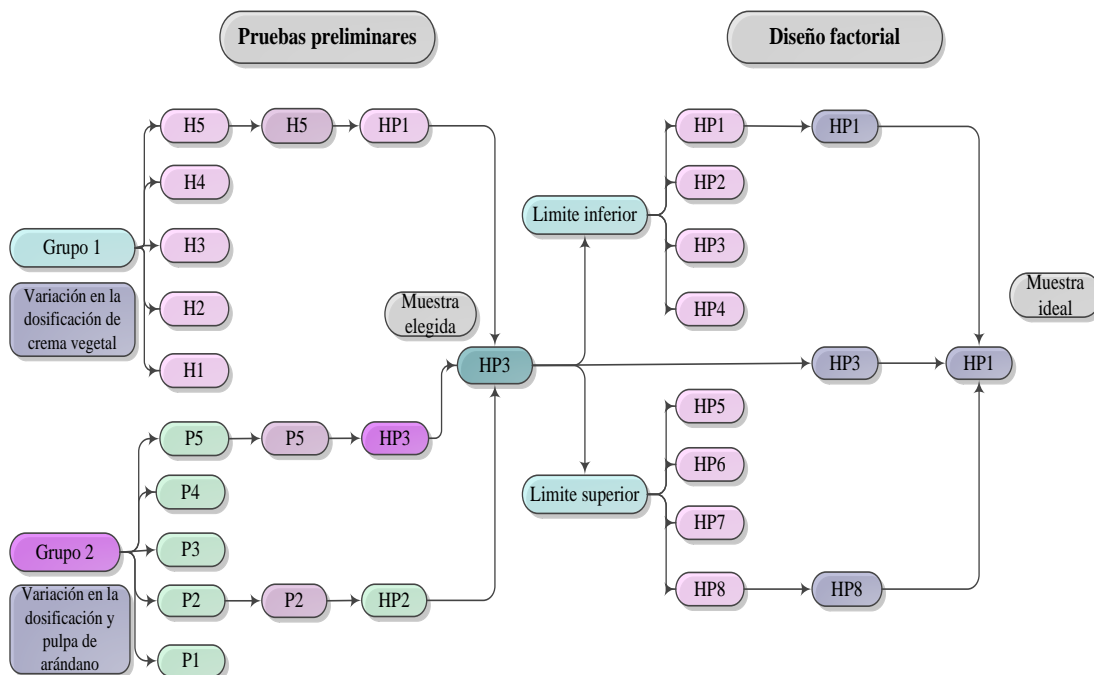 Pruebas preliminares
Diseño factorial
H5
H5
HP1
H4
Grupo 1
H3
Variación en la
dosificación de
crema vegetal
H2
H1
P5
P5
HP3
P4
Grupo 2
P3
Variación en la
dosificación y
pulpa de
arándano
P2
P2
HP2
P1
Muestra
elegida
HP3
Limite inferior
HP1
HP1
HP2
HP3
HP4
HP3
Limite superior
HP5
HP6
HP7
HP8
HP8
Muestra
ideal
HP1